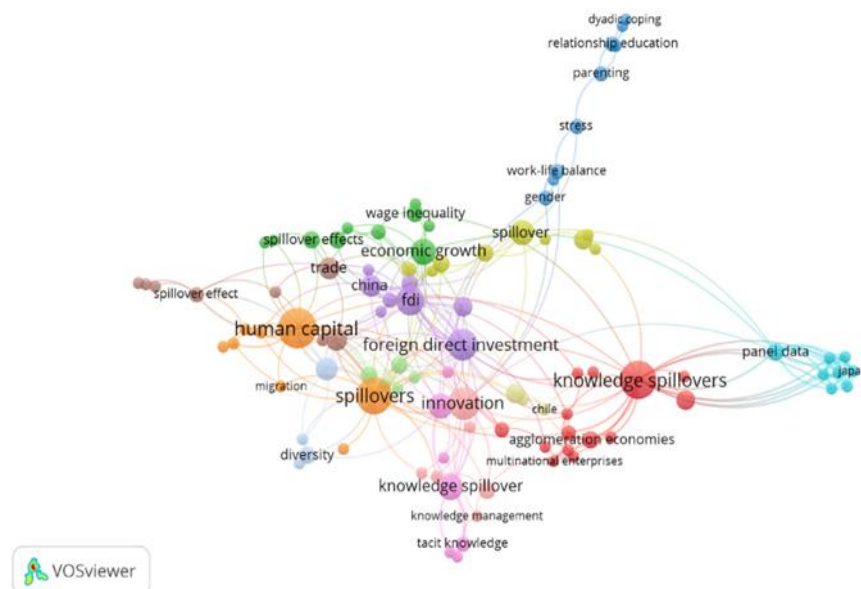 dyadic coping
relationship education
parenting
stress
work-life balance
gender
wage inequality
spillover
spillover effects
economic growth
trade
china
spillover effect
fdi
human capital
foreign direct investment
panel data
japa
knowledge spillovers
migration
spillovers
innovation
chile
agglomeration economies
diversity
multinational enterprises
knowledge spillover
knowledge management
tacit knowledge
VOSviewer